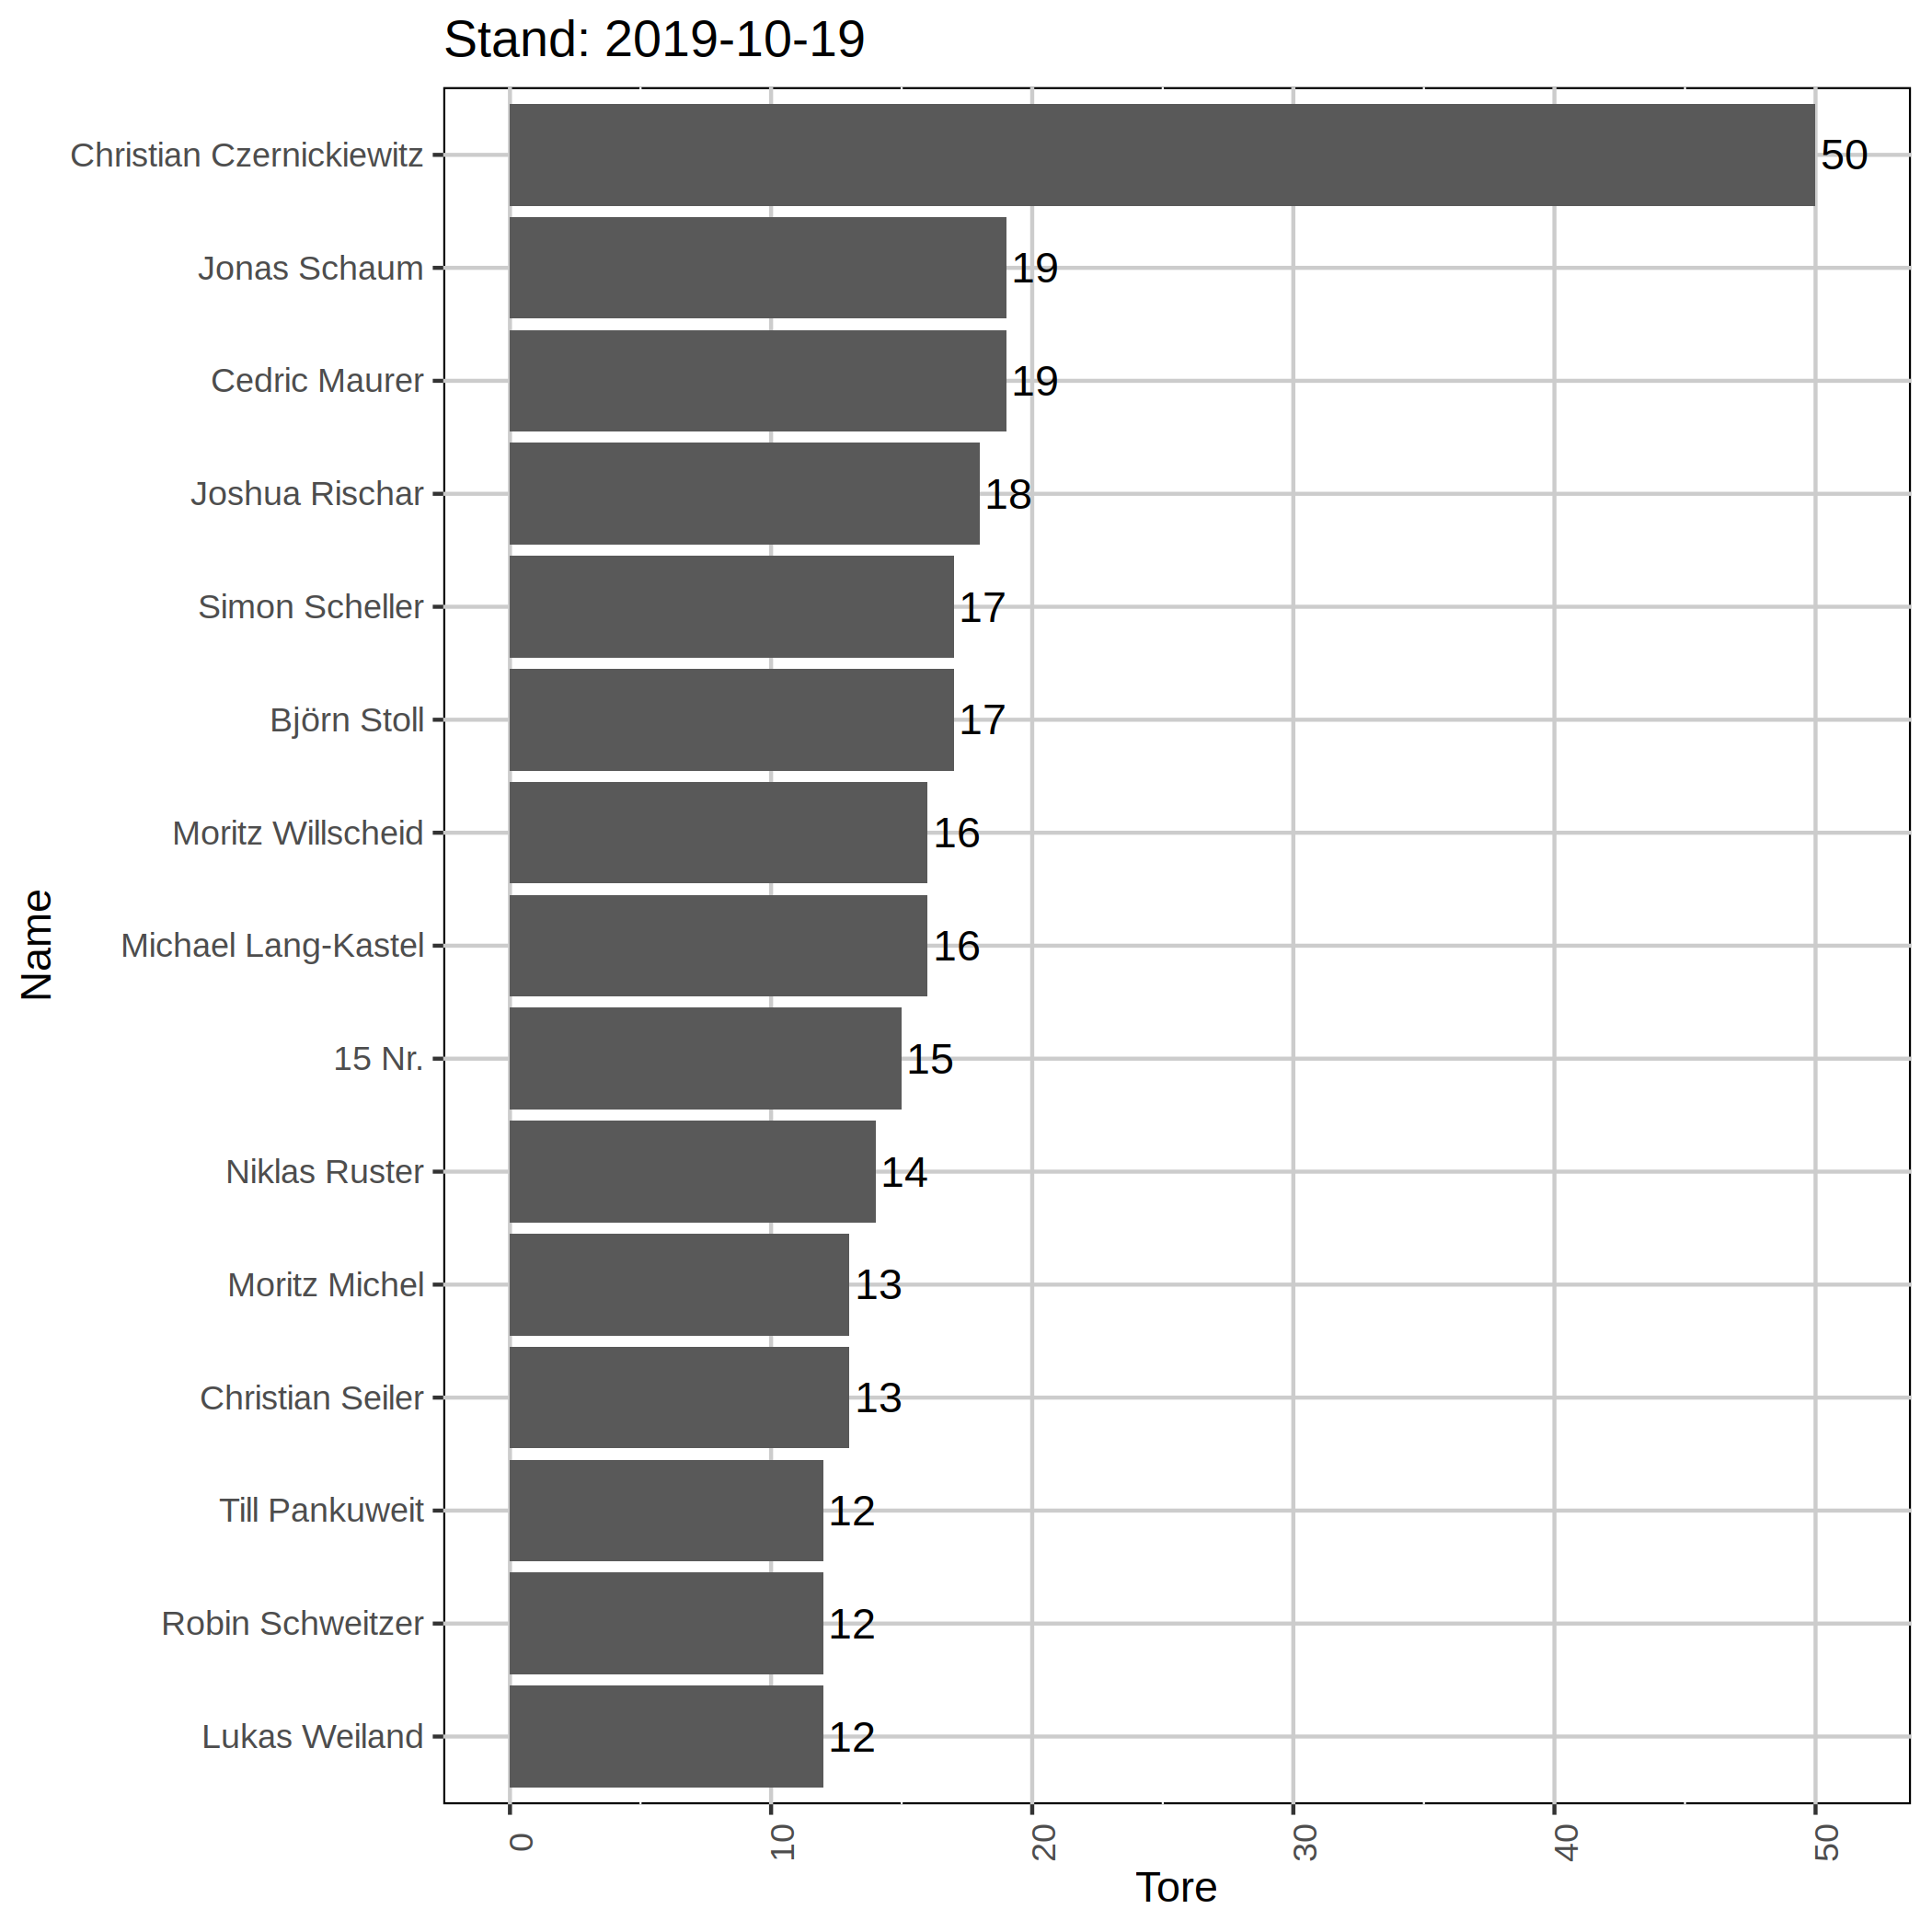 Stand: 2019-10-19
Christian Czernickiewitz 50
Jonas Schaum 19
Cedric Maurer 19
Joshua Rischar 18
Simon Scheller 17
Björn Stoll 17
Moritz Willscheid 16
Michael Lang-Kastel 16
15 Nr. 15
Niklas Ruster 14
Moritz Michel 13
Christian Seiler 13
Till Pankuweit 12
Robin Schweitzer 12
Lukas Weiland 12
Name
0 10 20 30 40 50
Tore